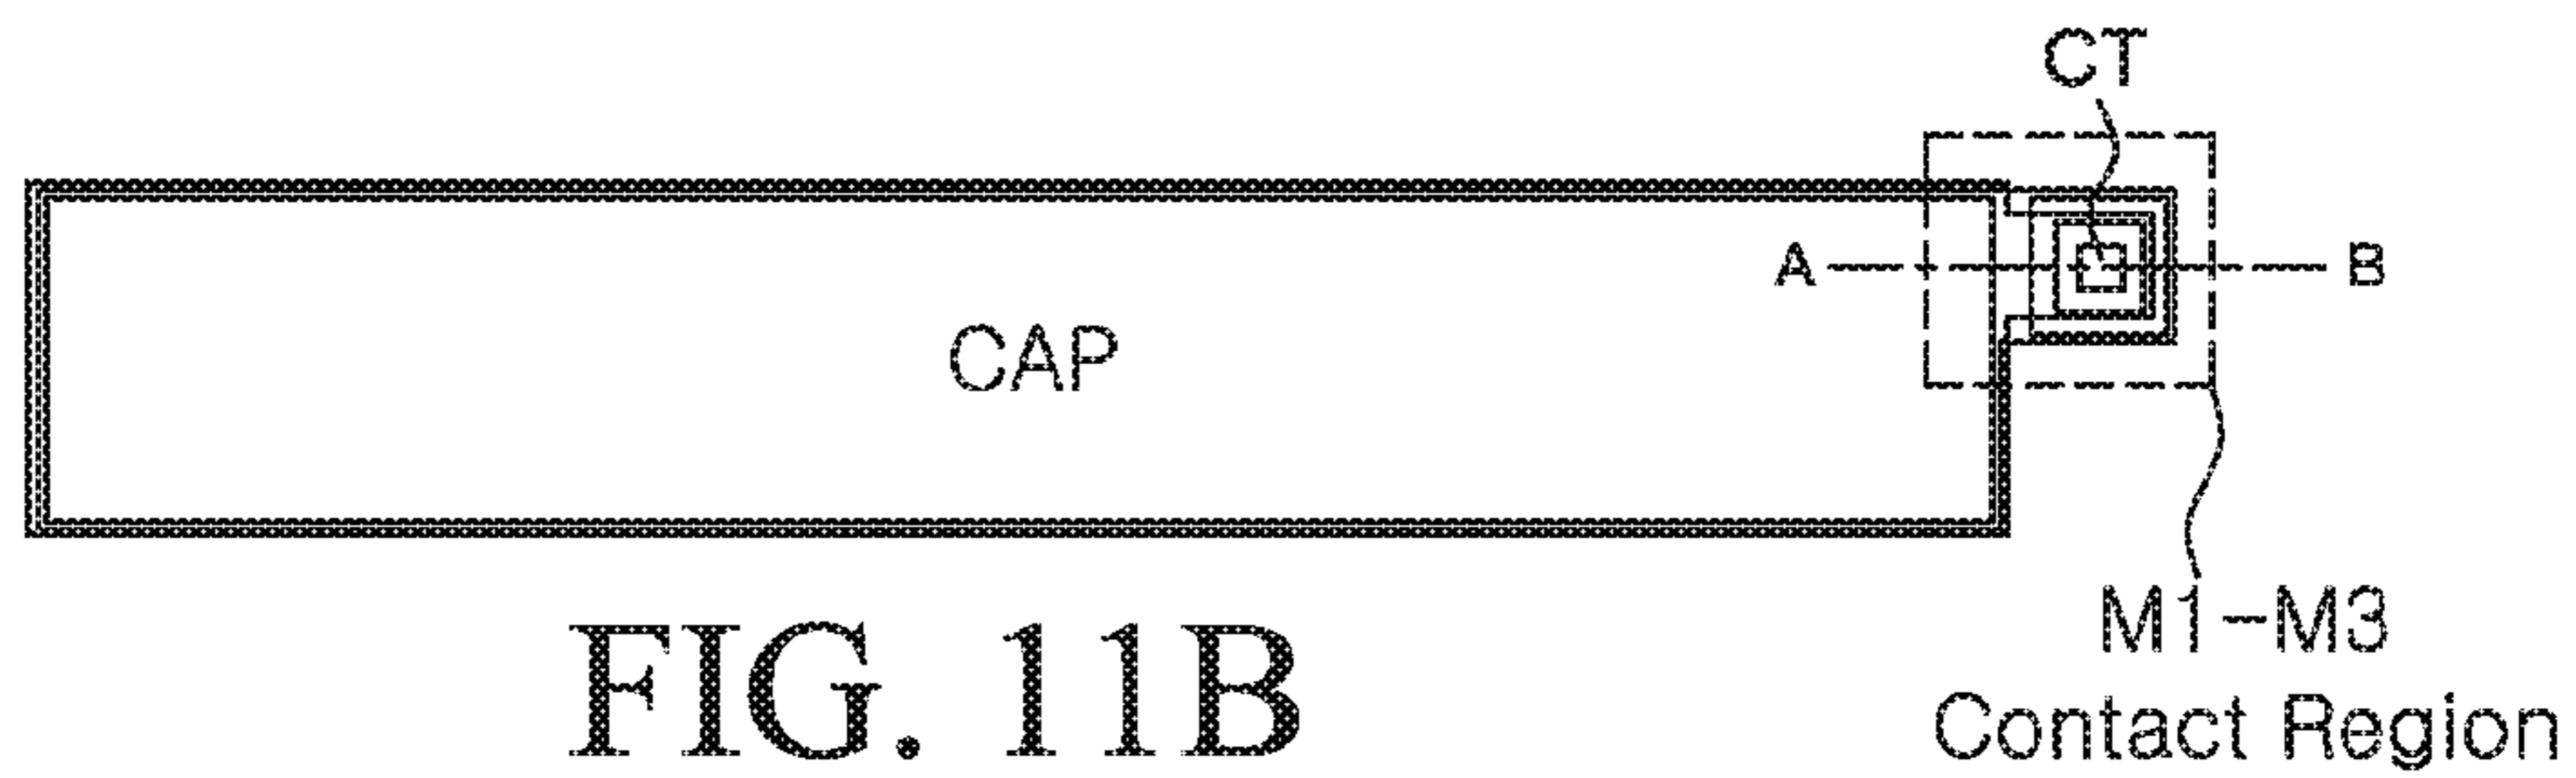 CT
A
B
CAP
M1-M3
Contact Region
FIG. 11B